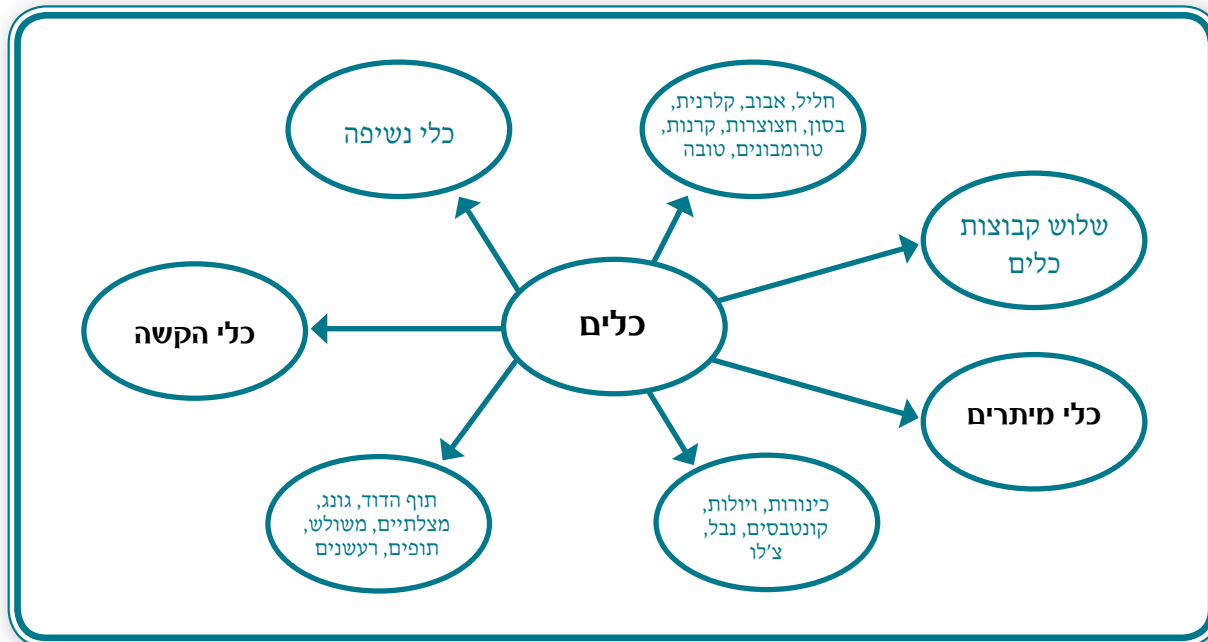 חליל, אבוב, קלרנית,
בסון, חצוצרות, קרנות,
טרומבונים, טובה
כלי נשיפה
שלוש קבוצות
כלים
כלים
כלי הקשה
כלי מיתרים
כינורות, ויולות,
קונטבסים, נבל,
צ'לו
תוף הדוד, גונג,
מצלתיים, משולש,
תופים, רעשנים